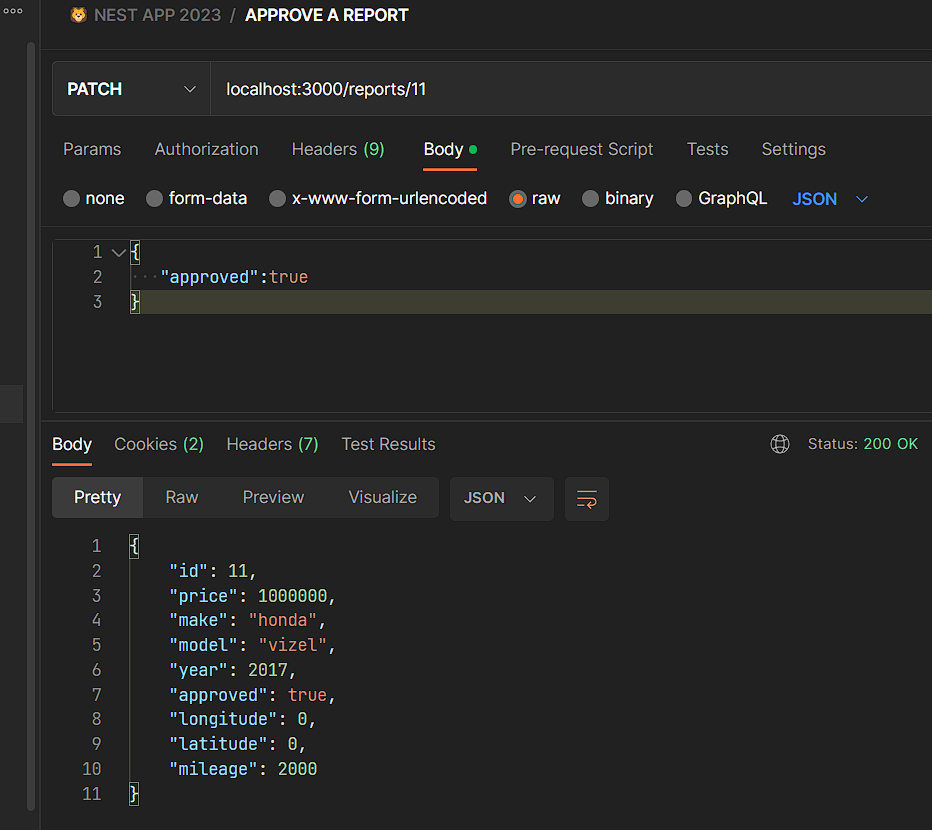 NEST APP 2023 / APPROVE A REPORT
PATCH localhost:3000/reports/11
Params Authorization Headers (9) Body Pre-request Script Tests Settings
none form-data x-www-form-urlencoded raw binary GraphQL JSON
1 {
2 ····"approved":true
3 }
Body Cookies (2) Headers (7) Test Results Status: 200 OK
Pretty Raw Preview Visualize JSON
1 {
2 "id": 11,
3 "price": 1000000,
4 "make": "honda",
5 "model": "vizel",
6 "year": 2017,
7 "approved": true,
8 "longitude": 0,
9 "latitude": 0,
10 "mileage": 2000
11 }